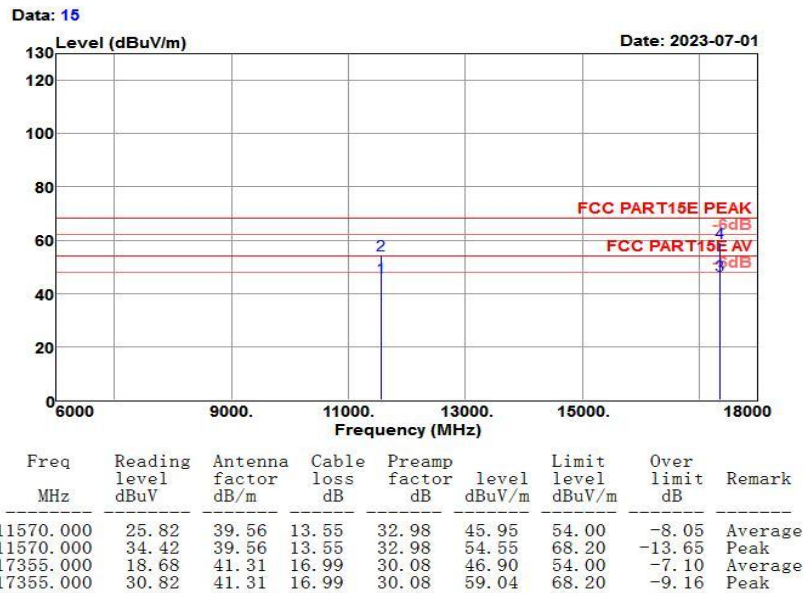 Data: 15
Level (dBuV/m) Date: 2023-07-01
130
120
100
80
FCC PART15E PEAK
-6dB
4
60
2
FCC PART15E AV
-6dB
1 3
40
20
0
6000 9000. 11000. 13000. 15000. 18000
Frequency (MHz)
Freq Reading Antenna Cable Preamp Limit Over
level factor loss factor level level limit Remark
MHz dBuV dB/m dB dB dBuV/m dBuV/m dB
11570.000 25.82 39.56 13.55 32.98 45.95 54.00 -8.05 Average
11570.000 34.42 39.56 13.55 32.98 54.55 68.20 -13.65 Peak
17355.000 18.68 41.31 16.99 30.08 46.90 54.00 -7.10 Average
17355.000 30.82 41.31 16.99 30.08 59.04 68.20 -9.16 Peak